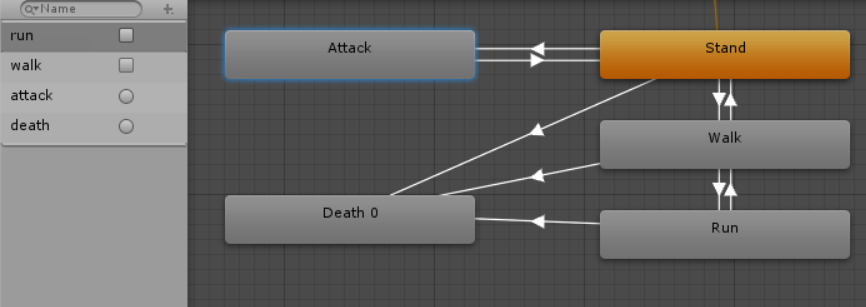 Name
run
walk
attack
death
Attack
Stand
Walk
Death 0
Run